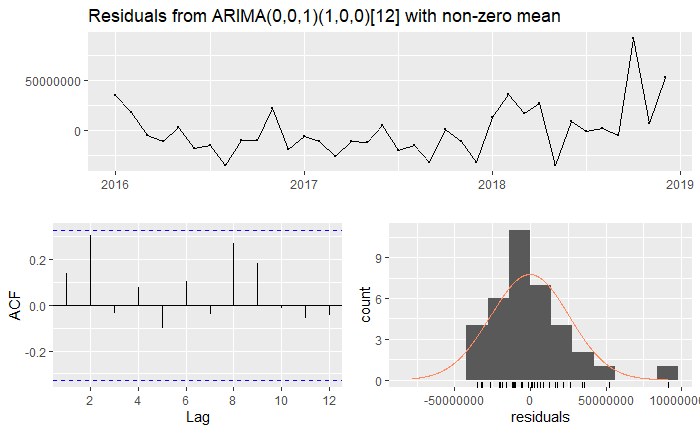 Residuals from ARIMA(0,0,1)(1,0,0)[12] with non-zero mean
50000000
0
2016 2017 2018 2019
ACF
0.2
0.0
-0.2
2 4 6 8 10 12
Lag
count
9
6
3
0
-50000000 0 50000000 10000000
residuals